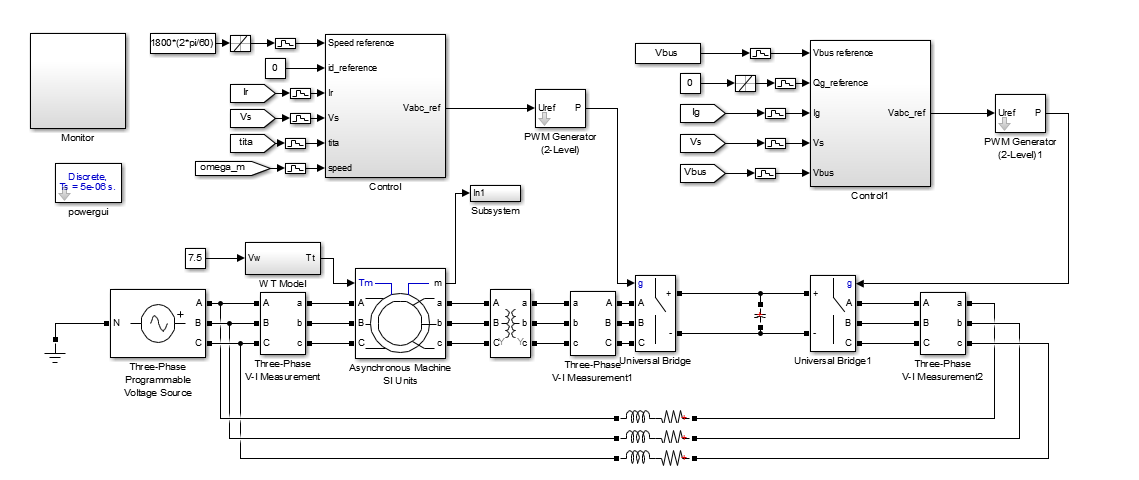 1800*(2*pi/60)
Speed reference
0
id_reference
Ir
Ir
Vs
Vs
tita
tita
omega_m
speed
Vabc_ref
Control
Uref
P
PWM Generator
(2-Level)
Vbus
Vbus reference
0
Qg_reference
Ig
Ig
Vs
Vs
Vbus
Vbus
Vabc_ref
Control1
Uref
P
PWM Generator
(2-Level)1
Monitor
Discrete,
Ts = 5e-06 s.
powergui
In1
Subsystem
7.5
Vw
Tt
WT Model
N
+
A
B
C
Three-Phase
Programmable
Voltage Source
A
B
C
a
b
c
Three-Phase
V-I Measurement
Tm
m
A
B
C
a
b
c
Asynchronous Machine
SI Units
A
B
C
a
b
c
Y
Y
a
b
c
A
B
C
Three-Phase
V-I Measurement1
g
A
B
C
+
-
Universal Bridge
+
-
g
A
B
C
Universal Bridge1
A
B
C
a
b
c
Three-Phase
V-I Measurement2